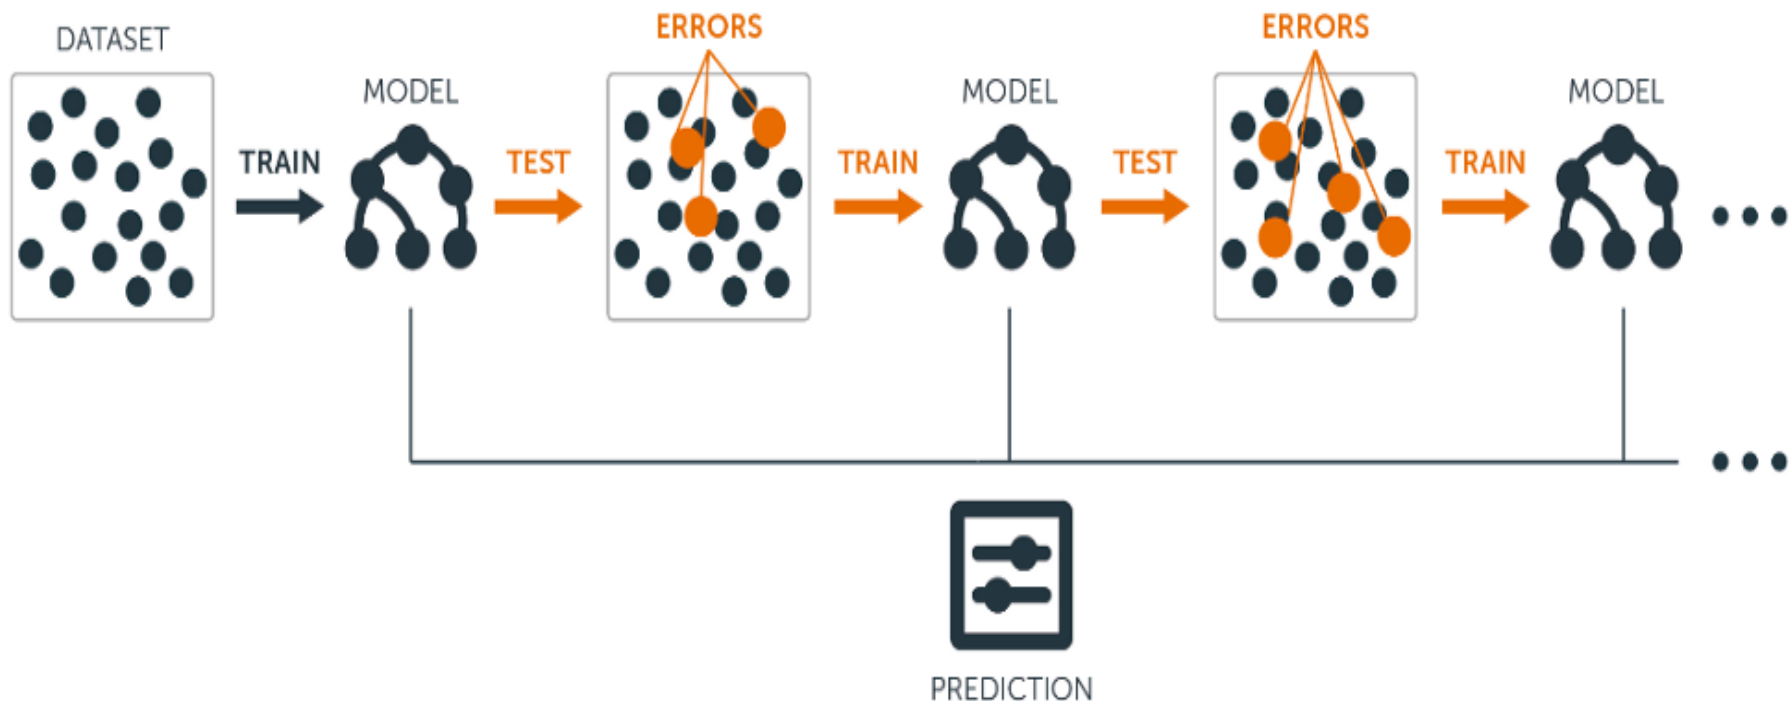 DATASET
ERRORS
ERRORS
MODEL
MODEL
MODEL
TRAIN
TEST
TRAIN
TEST
TRAIN
PREDICTION